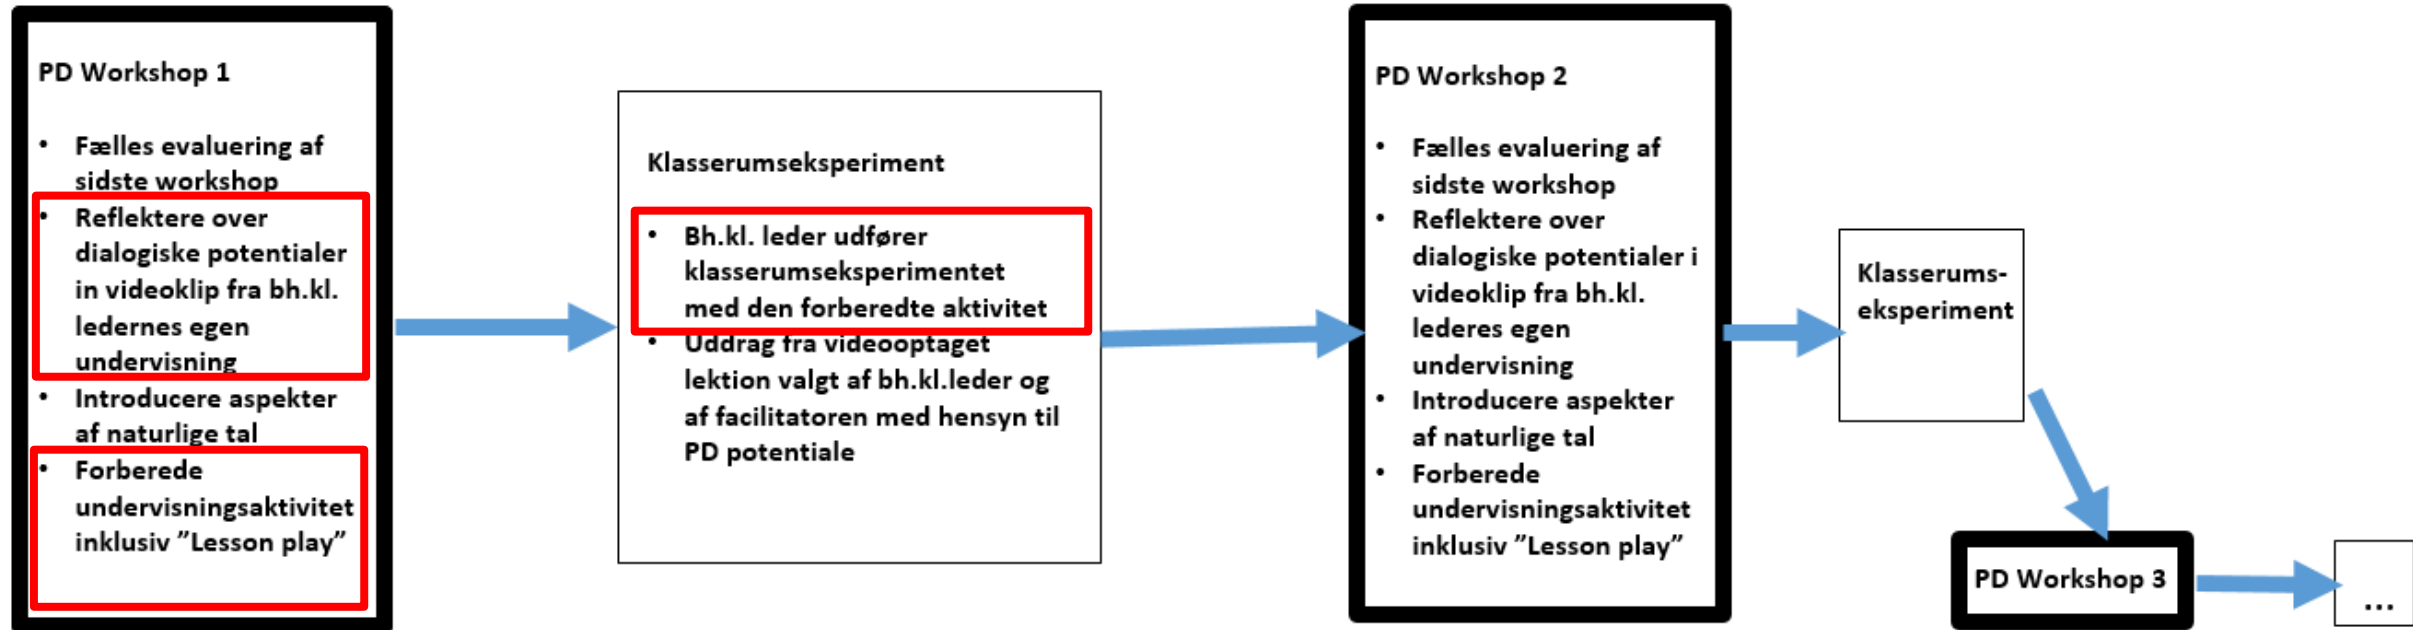 PD Workshop 1
• Fælles evaluering af
sidste workshop
• Reflektere over
dialogiske potentialer
in videoklip fra bh.kl.
ledernes egen
undervisning
• Introducere aspekter
af naturlige tal
• Forberede
undervisningsaktivitet
inklusiv ”Lesson play”
Klasserumseksperiment
• Bh.kl. leder udfører
klasserumseksperimentet
med den forberedte aktivitet
• Uddrag fra videooptaget
lektion valgt af bh.kl.leder og
af facilitatoren med hensyn til
PD potentiale
PD Workshop 2
• Fælles evaluering af
sidste workshop
• Reflektere over
dialogiske potentialer i
videoklip fra bh.kl.
lederes egen
undervisning
• Introducere aspekter
af naturlige tal
• Forberede
undervisningsaktivitet
inklusiv ”Lesson play”
Klasserums-
eksperiment
PD Workshop 3
...